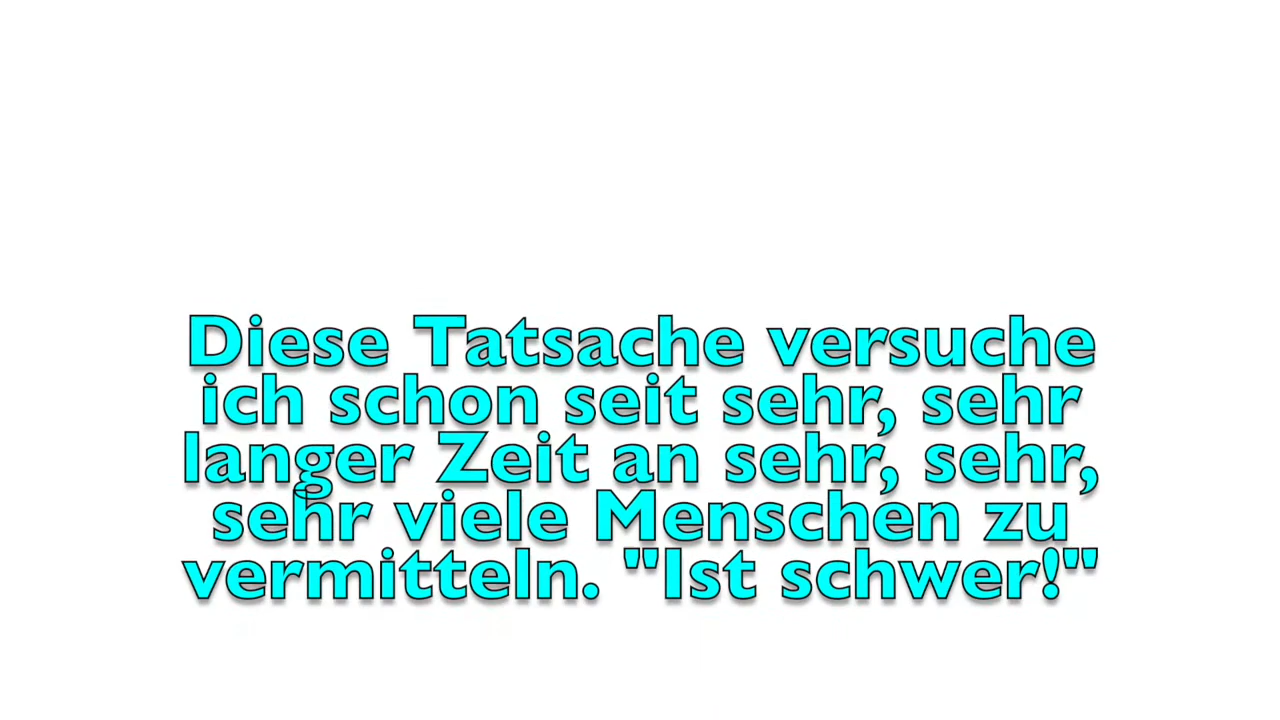 Diese Tatsache versuche
ich schon seit sehr, sehr
langer Zeit an sehr, sehr,
sehr viele Menschen zu
vermitteln. "Ist schwer!"